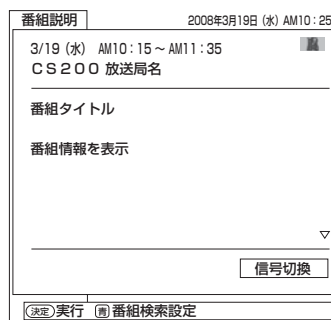 番組説明 2008年3月19日（水）AM10：25
3/19（水） AM10：15～AM11：35
ＣＳ２００ 放送局名
番組タイトル
番組情報を表示
信号切換
決定 実行 青 番組検索設定